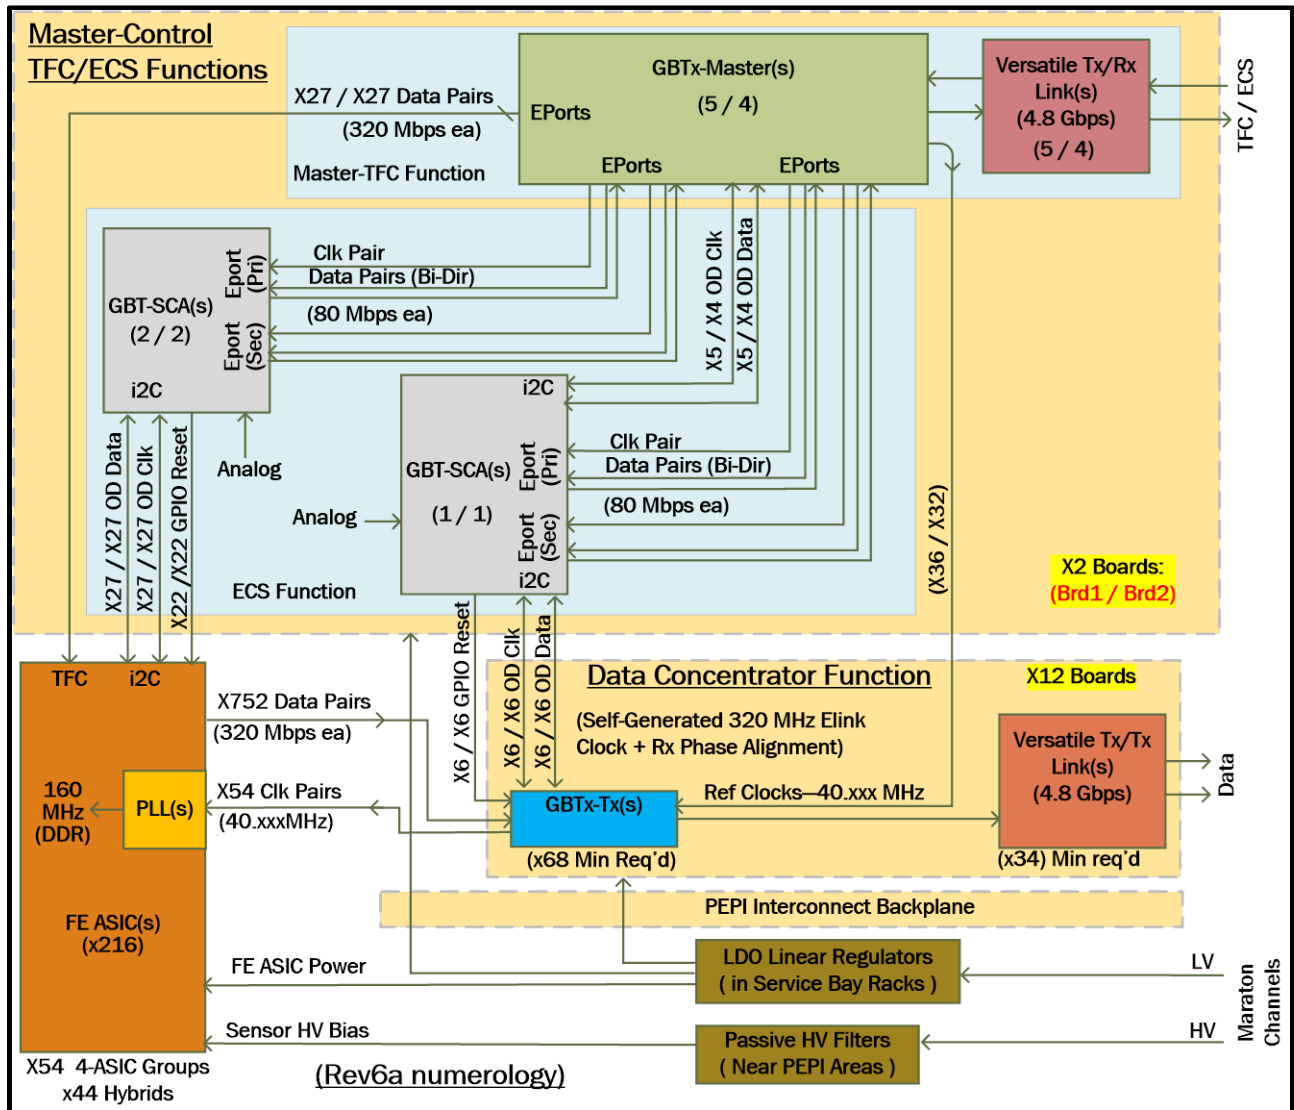 Master-Control
TFC/ECS Functions
GBTx-Master(s)
(5 / 4)
EPorts
EPorts
EPorts
Versatile Tx/Rx
Link(s)
(4.8 Gbps)
(5 / 4)
TFC / ECS
X27 / X27 Data Pairs
(320 Mbps ea)
Master-TFC Function
Clk Pair
Data Pairs (Bi-Dir)
(80 Mbps ea)
GBT-SCA(s)
(2 / 2)
Eport
(Pri)
Eport
(Sec)
i2C
Analog
X5 / X4 OD Clk
X5 / X4 OD Data
i2C
GBT-SCA(s)
(1 / 1)
Eport
(Pri)
Eport
(Sec)
i2C
Clk Pair
Data Pairs (Bi-Dir)
(80 Mbps ea)
Analog
(X36 / X32)
X27 / X27 OD Data
X27 / X27 OD Clk
X22 /X22 GPIO Reset
ECS Function
X2 Boards:
(Brd1 / Brd2)
X6 / X6 GPIO Reset
X6 / X6 OD Clk
X6 / X6 OD Data
TFC
i2C
X752 Data Pairs
(320 Mbps ea)
X54 Clk Pairs
(40.xxxMHz)
160
MHz
(DDR)
PLL(s)
FE ASIC(s)
(x216)
Data Concentrator Function
X12 Boards
(Self-Generated 320 MHz Elink
Clock + Rx Phase Alignment)
GBTx-Tx(s)
(x68 Min Req'd)
Ref Clocks—40.xxx MHz
Versatile Tx/Tx
Link(s)
(4.8 Gbps)
(x34) Min req'd
Data
PEPI Interconnect Backplane
FE ASIC Power
LDO Linear Regulators
( in Service Bay Racks )
LV
Sensor HV Bias
Passive HV Filters
( Near PEPI Areas )
HV
Maraton
Channels
X54  4-ASIC Groups
x44 Hybrids
(Rev6a numerology)